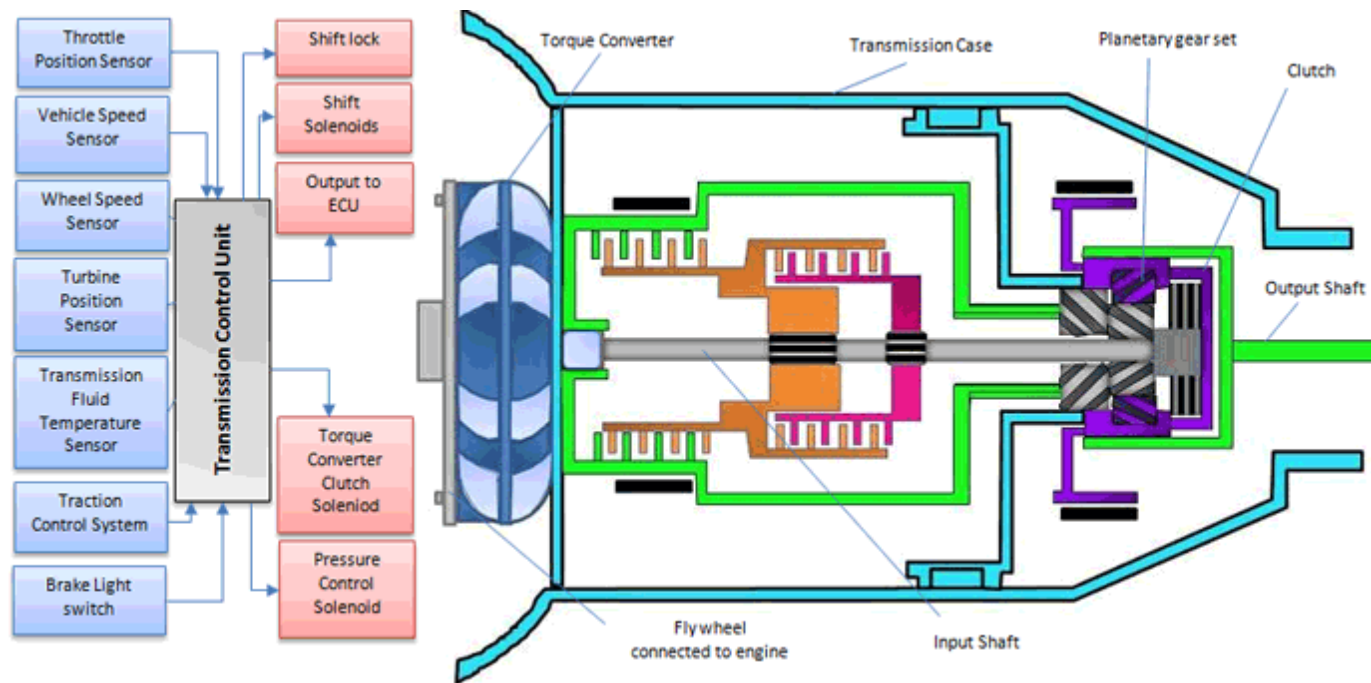 Throttle
Position Sensor
Vehicle Speed
Sensor
Wheel Speed
Sensor
Turbine
Position
Sensor
Transmission
Fluid
Temperature
Sensor
Traction
Control System
Brake Light
switch
Transmission Control Unit
Shift lock
Shift
Solenoids
Output to
ECU
Torque
Converter
Clutch
Soleniod
Pressure
Control
Solenoid
Torque Converter
Transmission Case
Planetary gear set
Clutch
Output Shaft
Fly wheel
connected to engine
Input Shaft